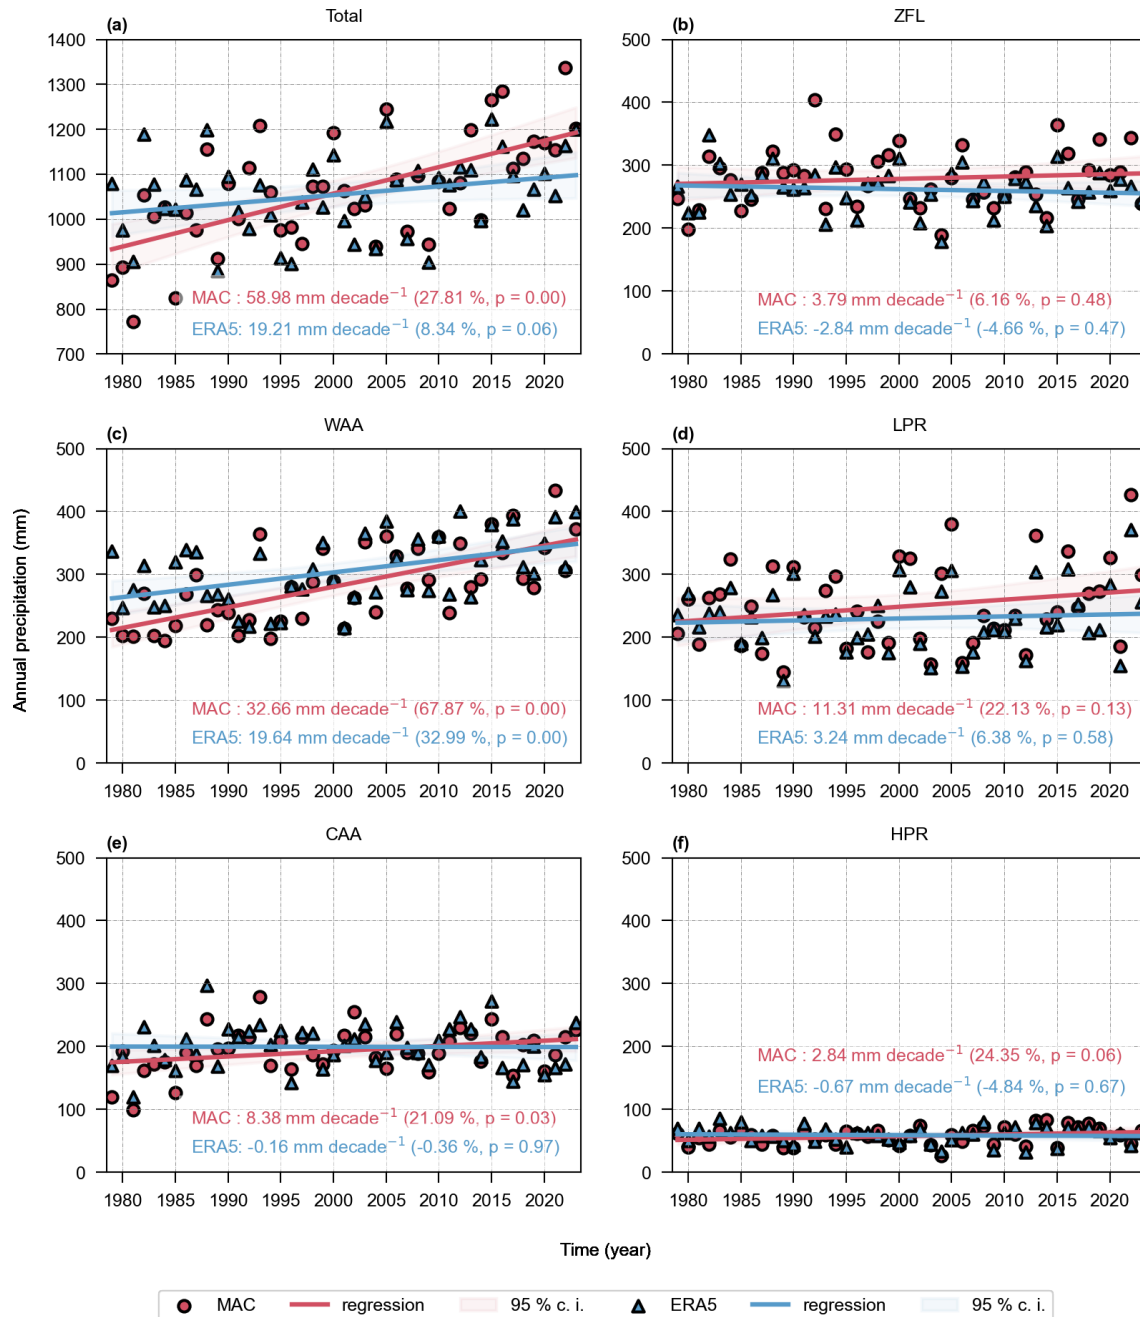 (a) Total
1400
1300
1200
1100
1000
900
800
700
MAC : 58.98 mm decade⁻¹ (27.81 %, p = 0.00)
ERA5: 19.21 mm decade⁻¹ (8.34 %, p = 0.06)
1980 1985 1990 1995 2000 2005 2010 2015 2020
(b) ZFL
500
400
300
200
100
0
MAC : 3.79 mm decade⁻¹ (6.16 %, p = 0.48)
ERA5: -2.84 mm decade⁻¹ (-4.66 %, p = 0.47)
1980 1985 1990 1995 2000 2005 2010 2015 2020
Annual precipitation (mm)
(c) WAA
500
400
300
200
100
0
MAC : 32.66 mm decade⁻¹ (67.87 %, p = 0.00)
ERA5: 19.64 mm decade⁻¹ (32.99 %, p = 0.00)
1980 1985 1990 1995 2000 2005 2010 2015 2020
(d) LPR
500
400
300
200
100
0
MAC : 11.31 mm decade⁻¹ (22.13 %, p = 0.13)
ERA5: 3.24 mm decade⁻¹ (6.38 %, p = 0.58)
1980 1985 1990 1995 2000 2005 2010 2015 2020
(e) CAA
500
400
300
200
100
0
MAC : 8.38 mm decade⁻¹ (21.09 %, p = 0.03)
ERA5: -0.16 mm decade⁻¹ (-0.36 %, p = 0.97)
1980 1985 1990 1995 2000 2005 2010 2015 2020
(f) HPR
500
400
300
200
100
0
MAC : 2.84 mm decade⁻¹ (24.35 %, p = 0.06)
ERA5: -0.67 mm decade⁻¹ (-4.84 %, p = 0.67)
1980 1985 1990 1995 2000 2005 2010 2015 2020
Time (year)
MAC regression 95 % c. i. ERA5 regression 95 % c. i.